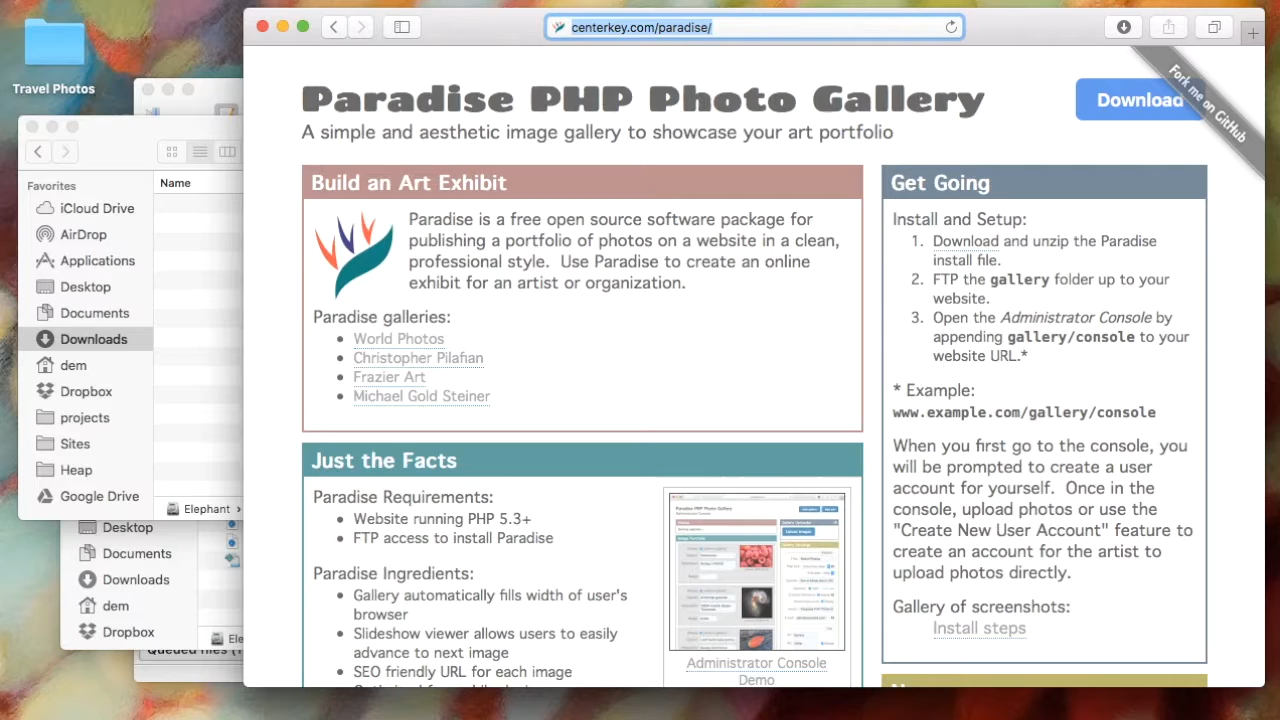 Travel Photos
Favorites
iCloud Drive
AirDrop
Applications
Desktop
Documents
Downloads
dem
Dropbox
projects
Sites
Heap
Google Drive
Name
Elephant
Desktop
Documents
Downloads
dem
Dropbox
Ele
Queued files (1
centerkey.com/paradise/
Paradise PHP Photo Gallery
A simple and aesthetic image gallery to showcase your art portfolio
Download
Fork me on GitHub
Build an Art Exhibit
Paradise is a free open source software package for
publishing a portfolio of photos on a website in a clean,
professional style. Use Paradise to create an online
exhibit for an artist or organization.
Paradise galleries:
World Photos
Christopher Pilafian
Frazier Art
Michael Gold Steiner
Just the Facts
Paradise Requirements:
Website running PHP 5.3+
FTP access to install Paradise
Paradise Ingredients:
Gallery automatically fills width of user's
browser
Slideshow viewer allows users to easily
advance to next image
SEO friendly URL for each image
Paradise PHP Photo Gallery
Administrator Console
Demo
Get Going
Install and Setup:
1. Download and unzip the Paradise
install file.
2. FTP the gallery folder up to your
website.
3. Open the Administrator Console by
appending gallery/console to your
website URL.*
* Example:
www.example.com/gallery/console
When you first go to the console, you
will be prompted to create a user
account for yourself. Once in the
console, upload photos or use the
"Create New User Account" feature to
create an account for the artist to
upload photos directly.
Gallery of screenshots:
Install steps